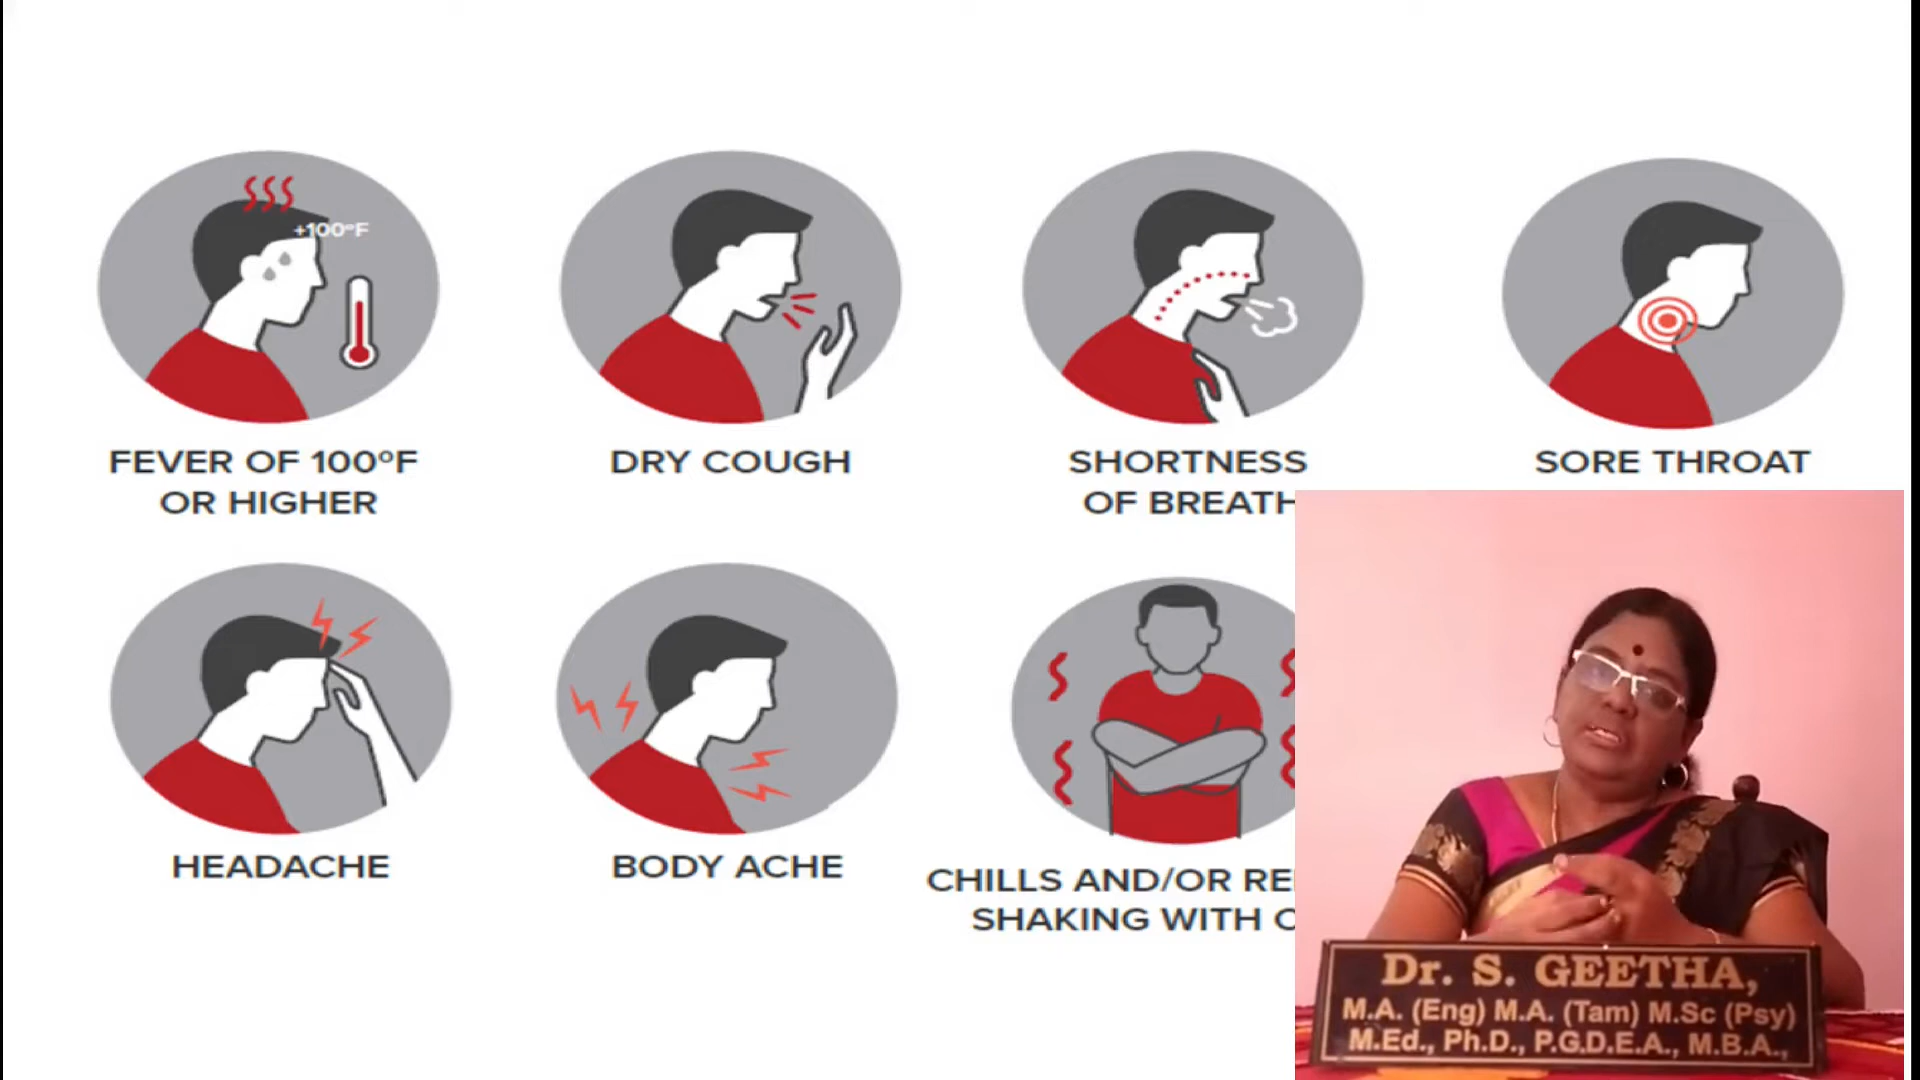 +100°F
FEVER OF 100°F
OR HIGHER
DRY COUGH
SHORTNESS
OF BREATH
SORE THROAT
HEADACHE
BODY ACHE
CHILLS AND/OR
SHAKING WITH
Dr. S. GEETHA,
M.A. (Eng) M.A. (Tam) M.Sc (Psy)
M.Ed., Ph.D., P.G.D.E.A., M.B.A.,